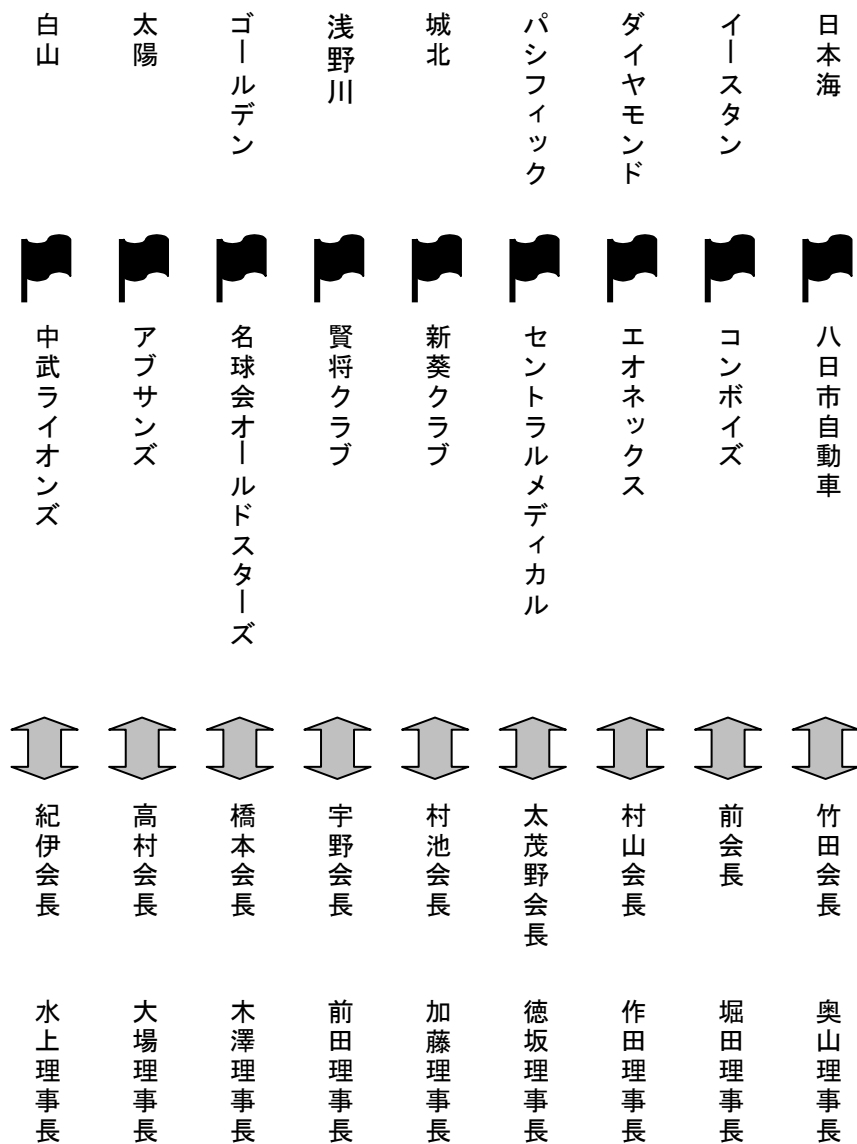 日本海 八日市自動車 竹田会長 奥山理事長
イースタン コンボイズ 前会長 堀田理事長
ダイヤモンド エオネックス 村山会長 作田理事長
パシフィック セントラルメディカル 太茂野会長 徳坂理事長
城北 新葵クラブ 村池会長 加藤理事長
浅野川 賢将クラブ 宇野会長 前田理事長
ゴールデン 名球会オールドスターズ 橋本会長 木澤理事長
太陽 アブサンズ 高村会長 大場理事長
白山 中武ライオンズ 紀伊会長 水上理事長